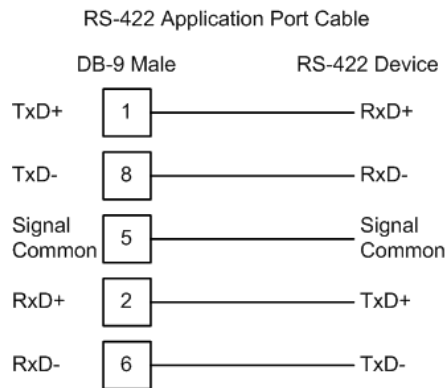 RS-422 Application Port Cable
DB-9 Male RS-422 Device
TxD+ 1 RxD+
TxD- 8 RxD-
Signal Common 5 Signal Common
RxD+ 2 TxD+
RxD- 6 TxD-